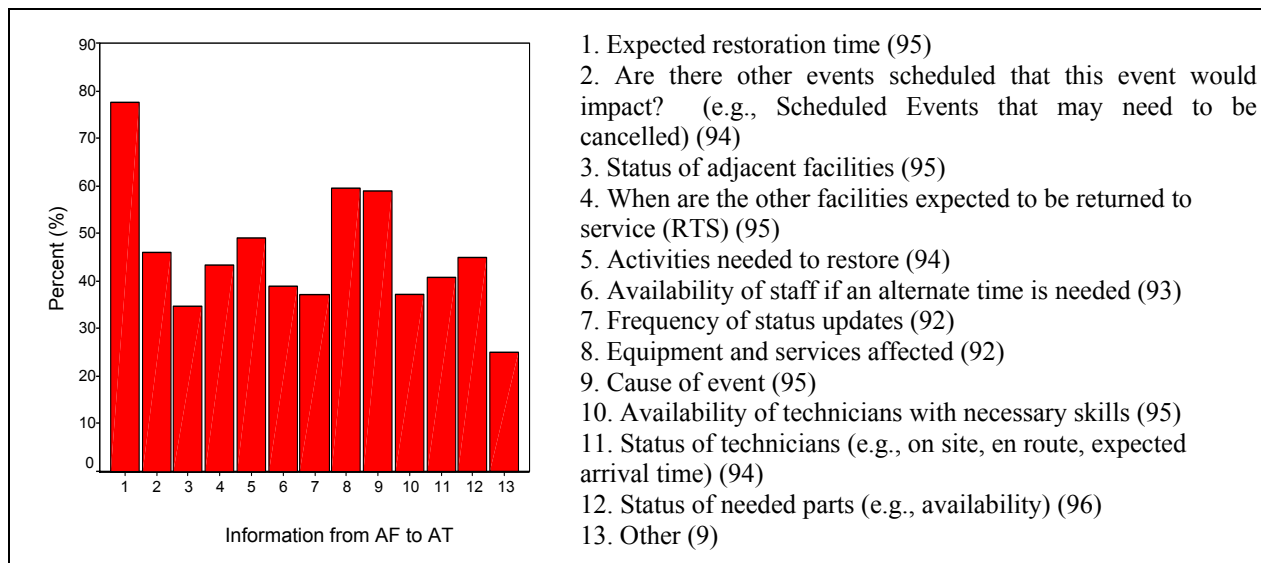 90
80
70
60
50
40
30
20
10
0
Percent (%)
1 2 3 4 5 6 7 8 9 10 11 12 13
Information from AF to AT
1. Expected restoration time (95)
2. Are there other events scheduled that this event would
impact? (e.g., Scheduled Events that may need to be
cancelled) (94)
3. Status of adjacent facilities (95)
4. When are the other facilities expected to be returned to
service (RTS) (95)
5. Activities needed to restore (94)
6. Availability of staff if an alternate time is needed (93)
7. Frequency of status updates (92)
8. Equipment and services affected (92)
9. Cause of event (95)
10. Availability of technicians with necessary skills (95)
11. Status of technicians (e.g., on site, en route, expected
arrival time) (94)
12. Status of needed parts (e.g., availability) (96)
13. Other (9)